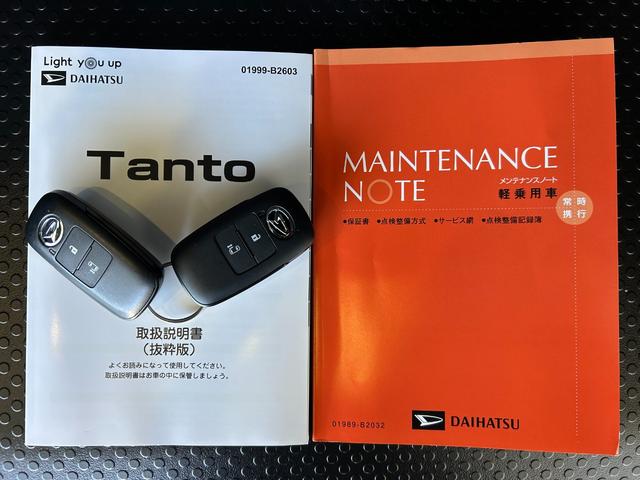 Light you up
DAIHATSU
01999-B2603
Tanto
取扱説明書
（抜粋版）
よくお読みになって使用してください。
取扱説明書はお車の中に保管しましょう。
MAINTENANCE
NOTE
メンテナンスノート
軽乗用車
常時
携行
●保証書 ●点検整備方式 ●サービス網 ●点検整備記録簿
01989-B2032
DAIHATSU